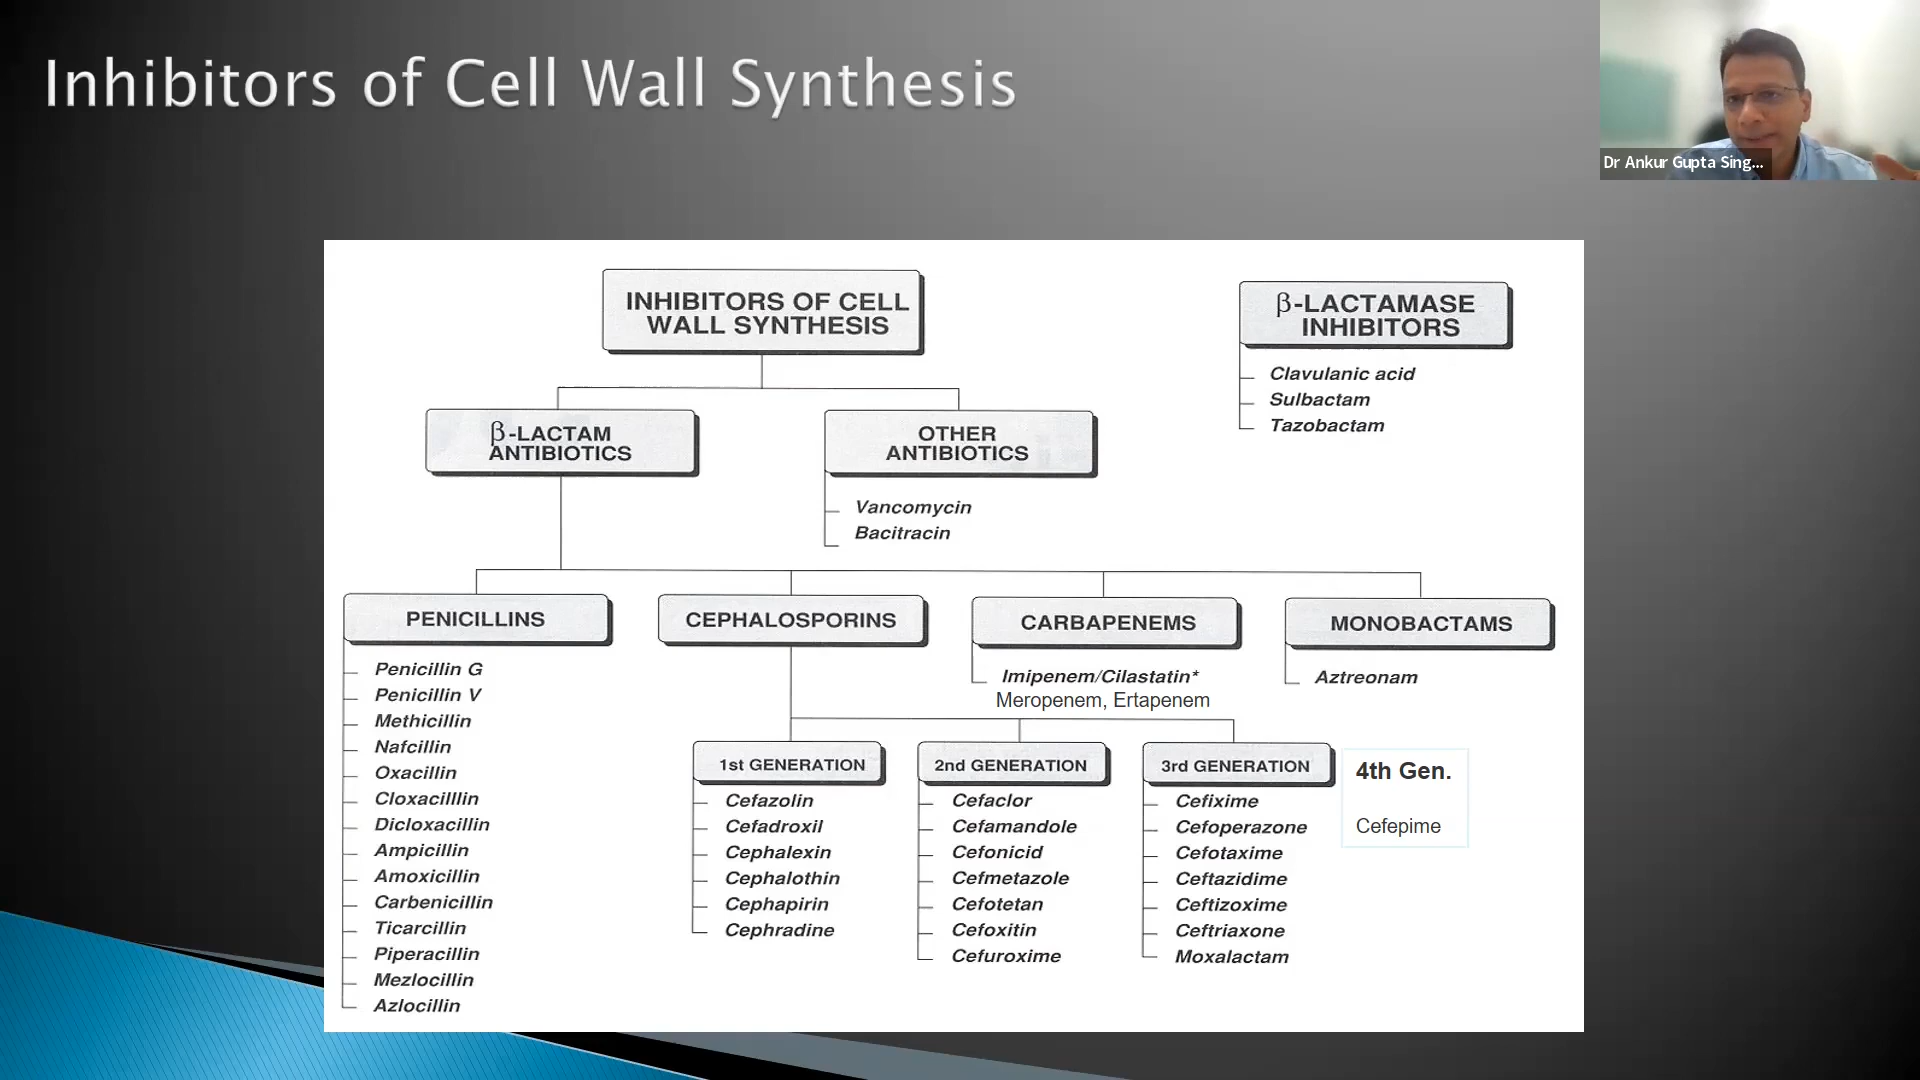 Inhibitors of Cell Wall Synthesis
Dr Ankur Gupta Sing...
INHIBITORS OF CELL
WALL SYNTHESIS
β-LACTAMASE
INHIBITORS
Clavulanic acid
Sulbactam
Tazobactam
β-LACTAM
ANTIBIOTICS
OTHER
ANTIBIOTICS
Vancomycin
Bacitracin
PENICILLINS
Penicillin G
Penicillin V
Methicillin
Nafcillin
Oxacillin
Cloxacilllin
Dicloxacillin
Ampicillin
Amoxicillin
Carbenicillin
Ticarcillin
Piperacillin
Mezlocillin
Azlocillin
CEPHALOSPORINS
CARBAPENEMS
Imipenem/Cilastatin*
Meropenem, Ertapenem
MONOBACTAMS
Aztreonam
1st GENERATION
Cefazolin
Cefadroxil
Cephalexin
Cephalothin
Cephapirin
Cephradine
2nd GENERATION
Cefaclor
Cefamandole
Cefonicid
Cefmetazole
Cefotetan
Cefoxitin
Cefuroxime
3rd GENERATION
Cefixime
Cefoperazone
Cefotaxime
Ceftazidime
Ceftizoxime
Ceftriaxone
Moxalactam
4th Gen.
Cefepime